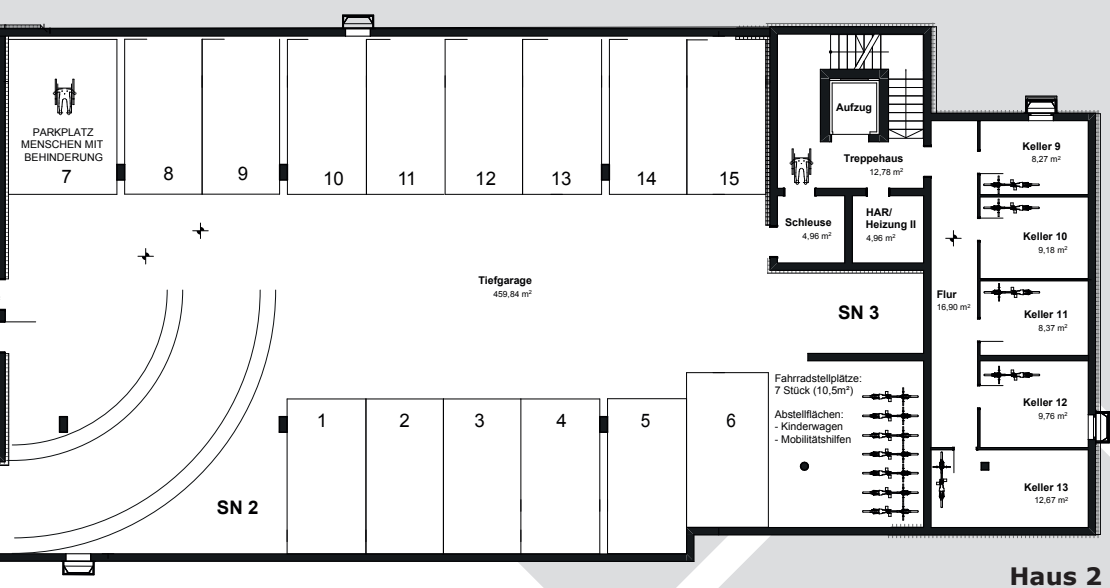 PARKPLATZ
MENSCHEN MIT
BEHINDERUNG
7
8
9
10
11
12
13
14
15
Aufzug
Treppehaus
12,78 m²
Schleuse
4,96 m²
HAR/
Heizung II
4,96 m²
Keller 9
8,27 m²
Keller 10
9,18 m²
Flur
16,90 m²
Keller 11
8,37 m²
Keller 12
9,76 m²
Keller 13
12,67 m²
Tiefgarage
459,84 m²
SN 3
Fahrradstellplätze:
7 Stück (10,5m²)
Abstellflächen:
- Kinderwagen
- Mobilitätshilfen
1
2
3
4
5
6
SN 2
Haus 2